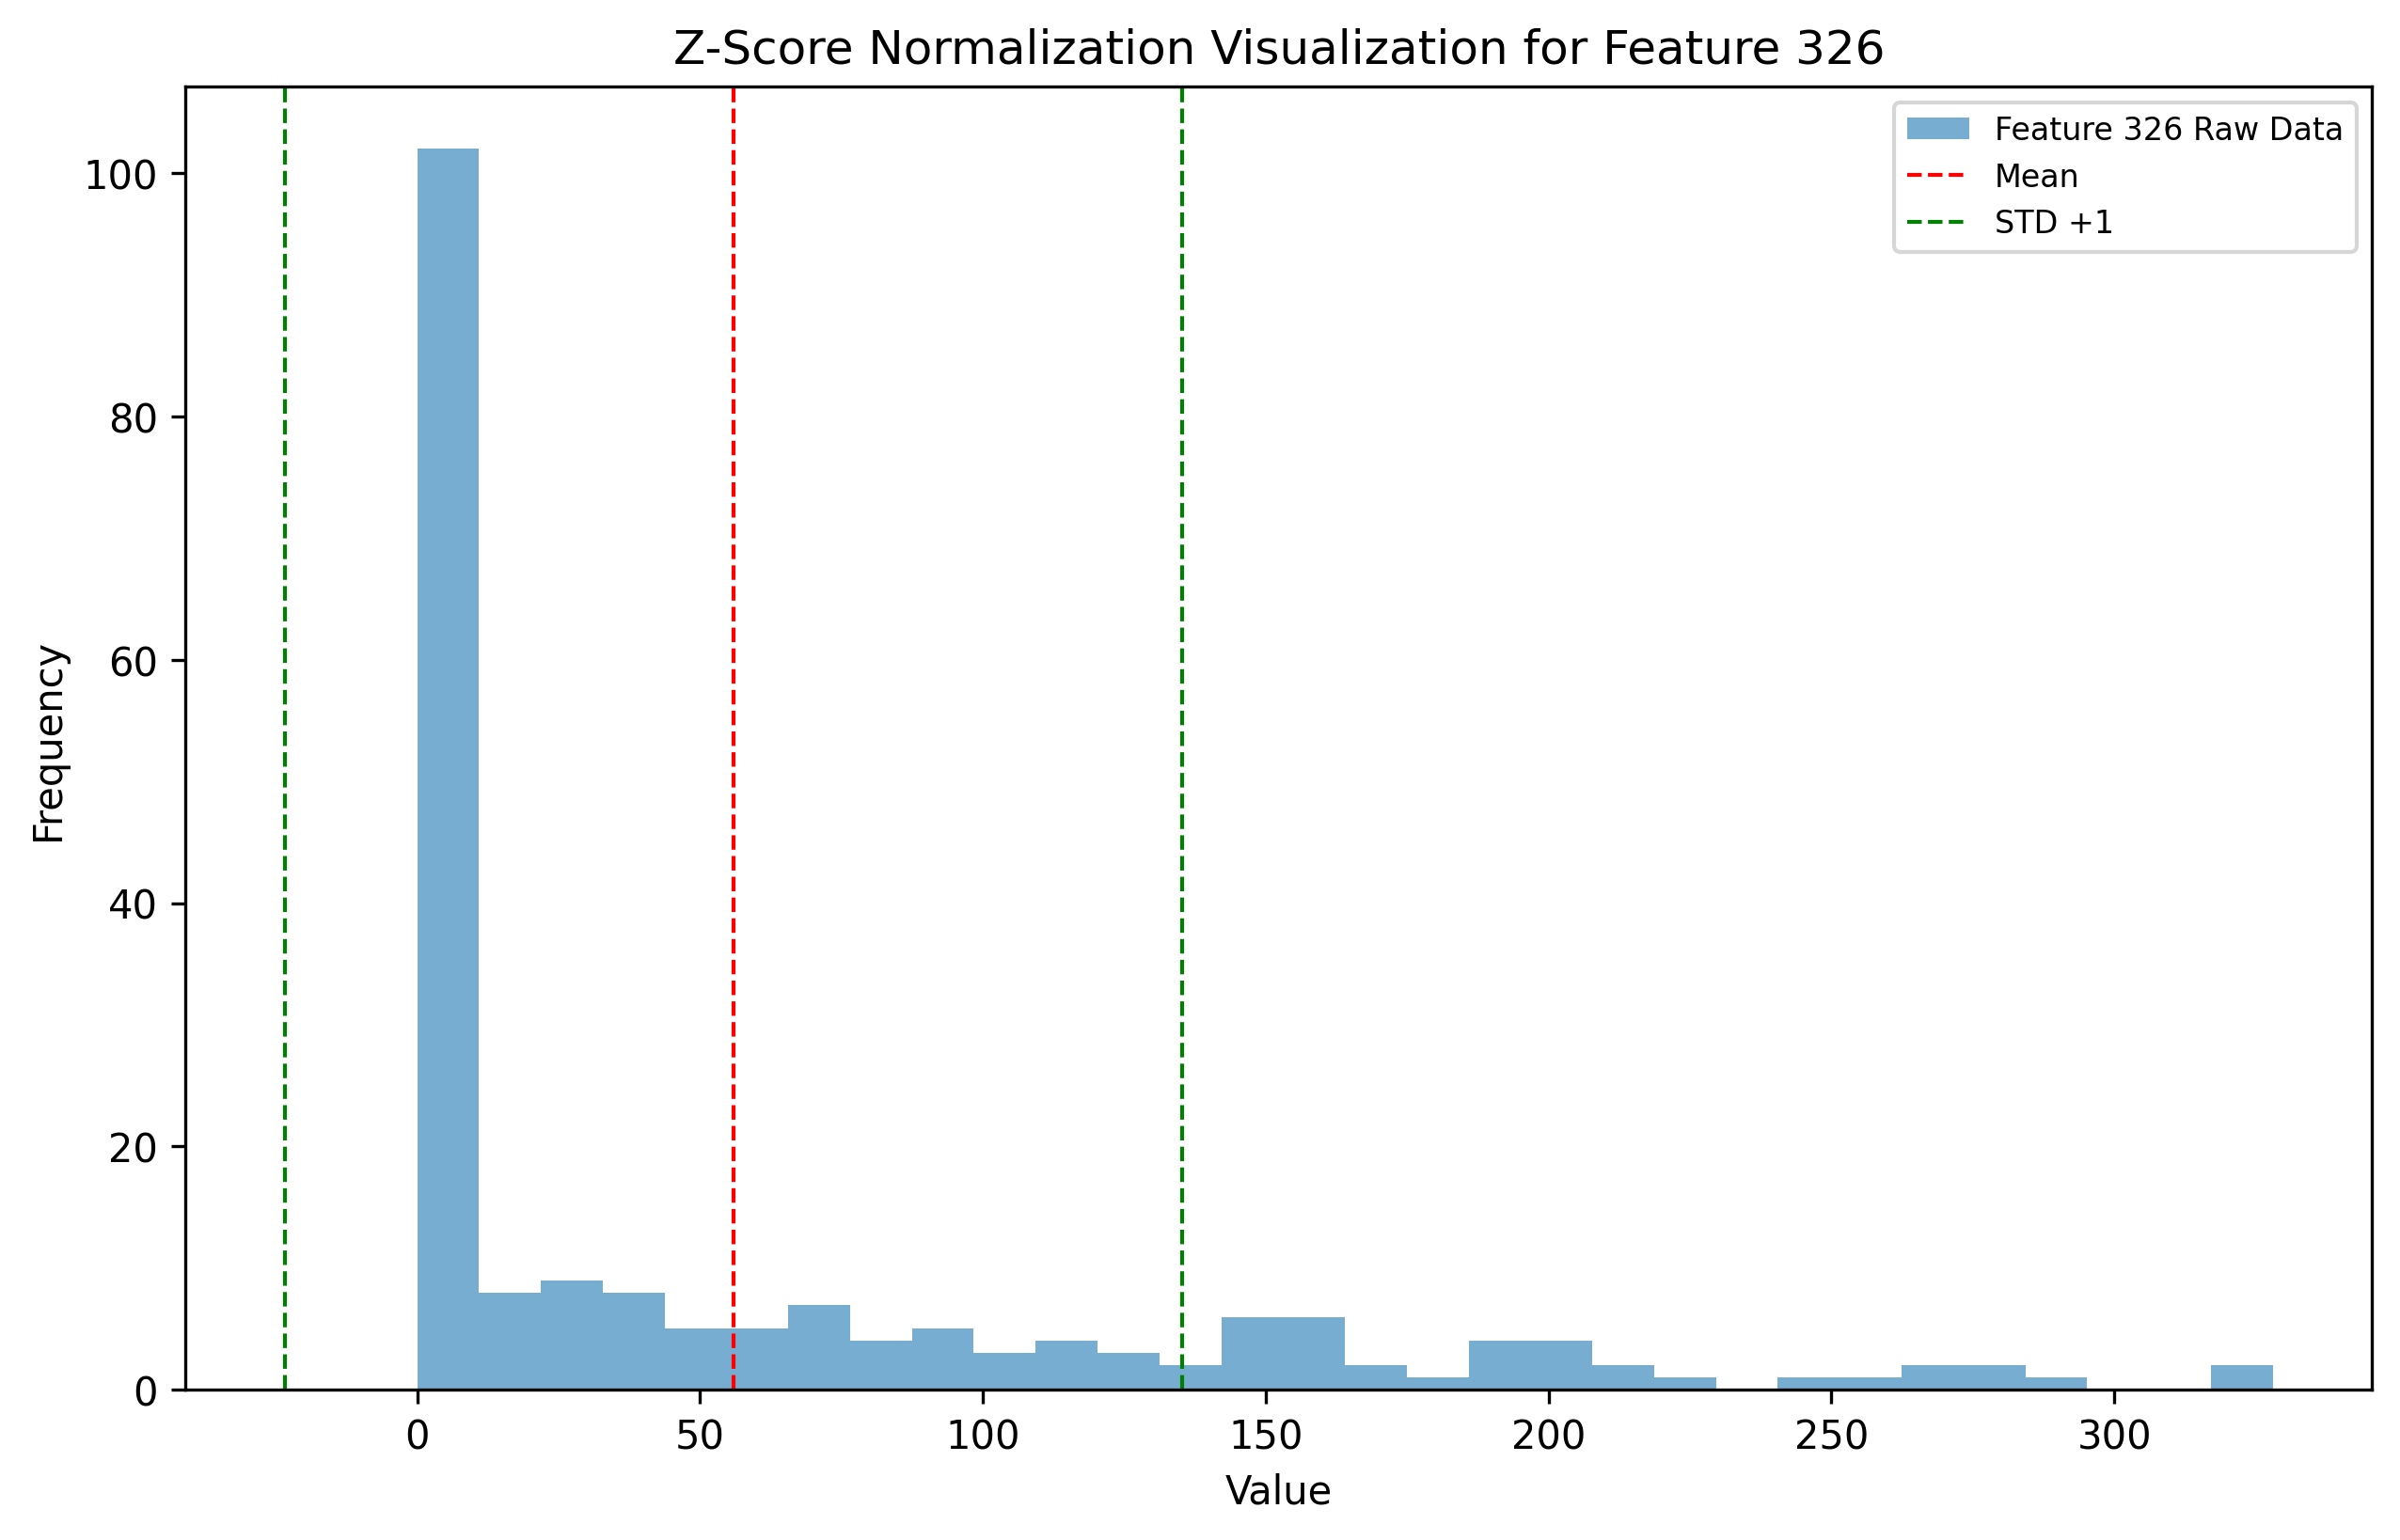 Z-Score Normalization Visualization for Feature 326
Feature 326 Raw Data
Mean
STD +1
Frequency
100
80
60
40
20
0
0 50 100 150 200 250 300
Value